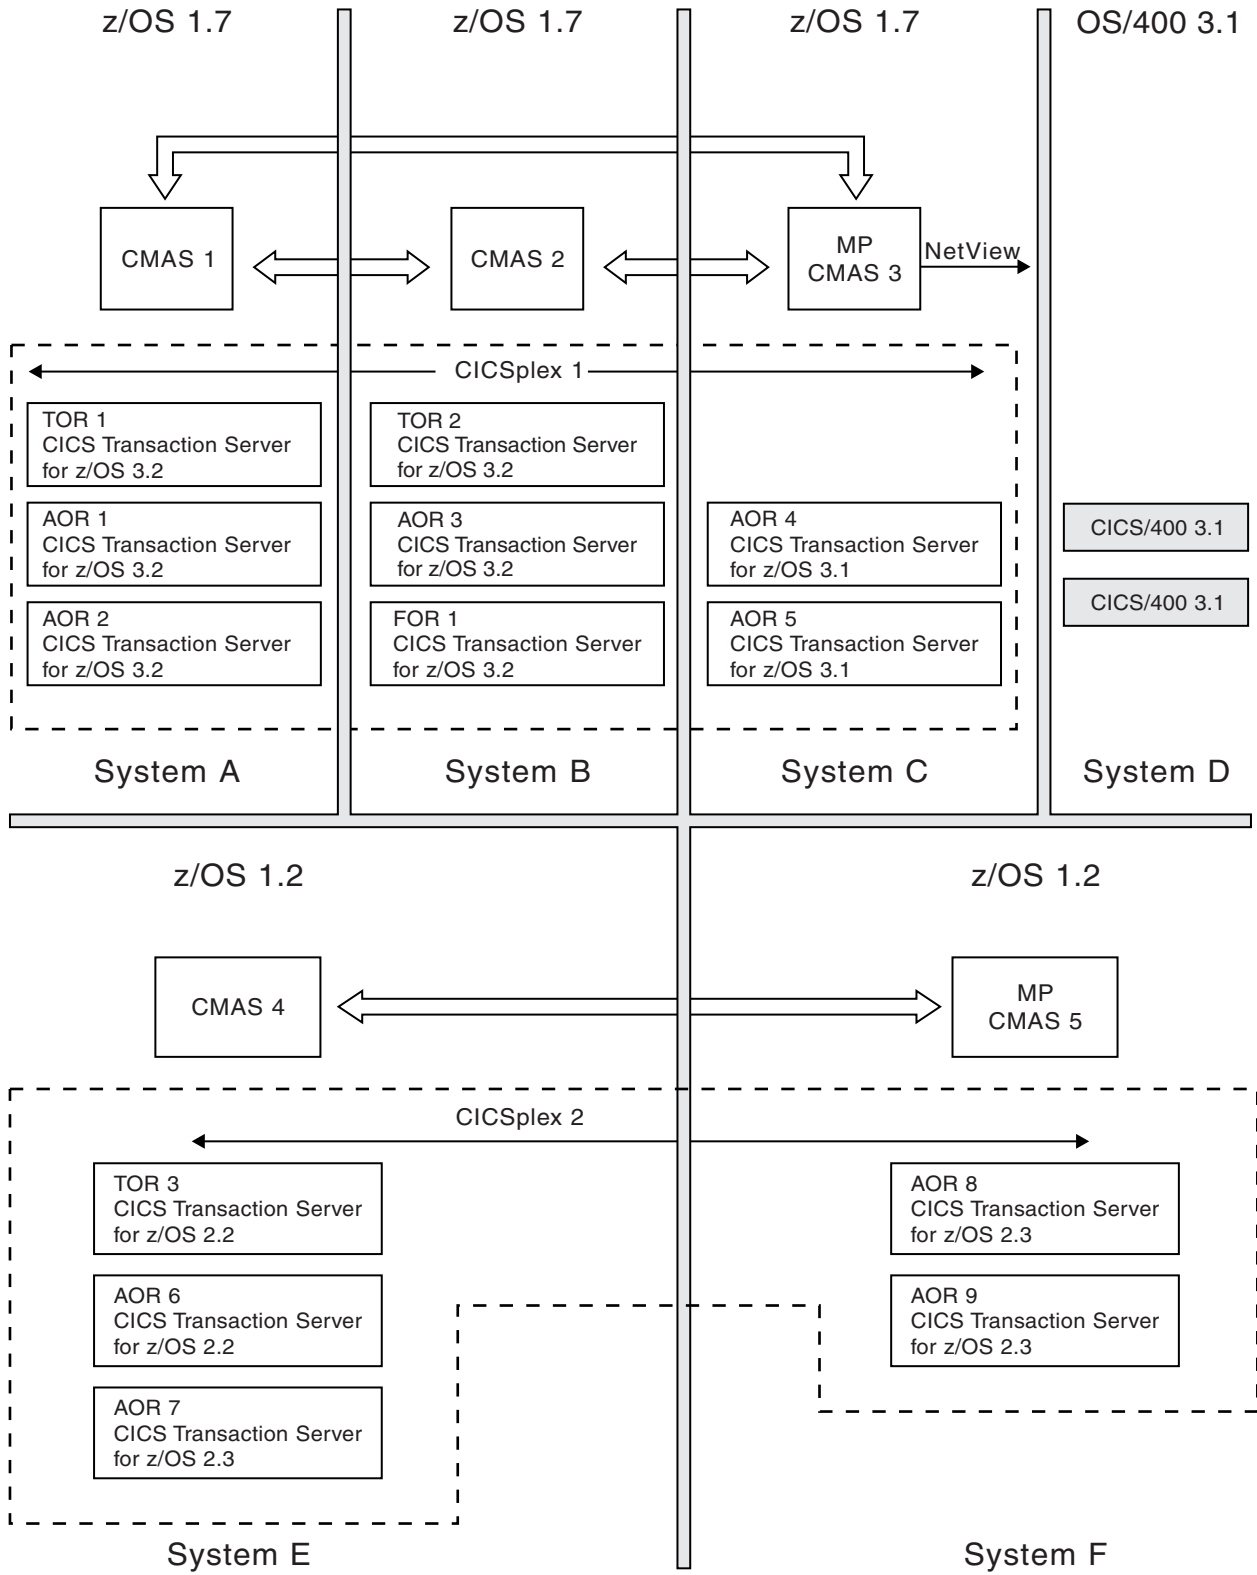 z/OS 1.7
z/OS 1.7
z/OS 1.7
OS/400 3.1
CMAS 1
CMAS 2
MP
CMAS 3
NetView
CICSplex 1
TOR 1
CICS Transaction Server
for z/OS 3.2
TOR 2
CICS Transaction Server
for z/OS 3.2
AOR 1
CICS Transaction Server
for z/OS 3.2
AOR 3
CICS Transaction Server
for z/OS 3.2
AOR 4
CICS Transaction Server
for z/OS 3.1
CICS/400 3.1
AOR 2
CICS Transaction Server
for z/OS 3.2
FOR 1
CICS Transaction Server
for z/OS 3.2
AOR 5
CICS Transaction Server
for z/OS 3.1
CICS/400 3.1
System A
System B
System C
System D
z/OS 1.2
z/OS 1.2
CMAS 4
MP
CMAS 5
CICSplex 2
TOR 3
CICS Transaction Server
for z/OS 2.2
AOR 8
CICS Transaction Server
for z/OS 2.3
AOR 6
CICS Transaction Server
for z/OS 2.2
AOR 9
CICS Transaction Server
for z/OS 2.3
AOR 7
CICS Transaction Server
for z/OS 2.3
System E
System F